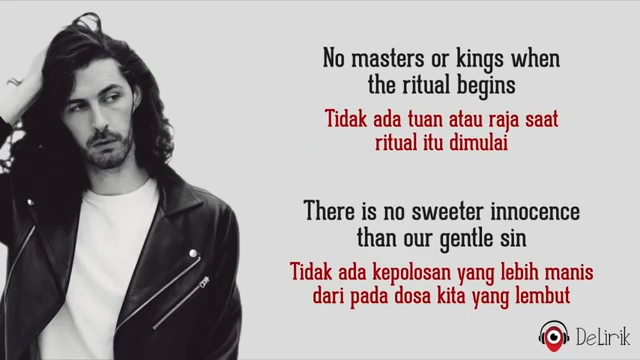 No masters or kings when
the ritual begins
Tidak ada tuan atau raja saat
ritual itu dimulai
There is no sweeter innocence
than our gentle sin
Tidak ada kepolosan yang lebih manis
dari pada dosa kita yang lembut
DeLirik